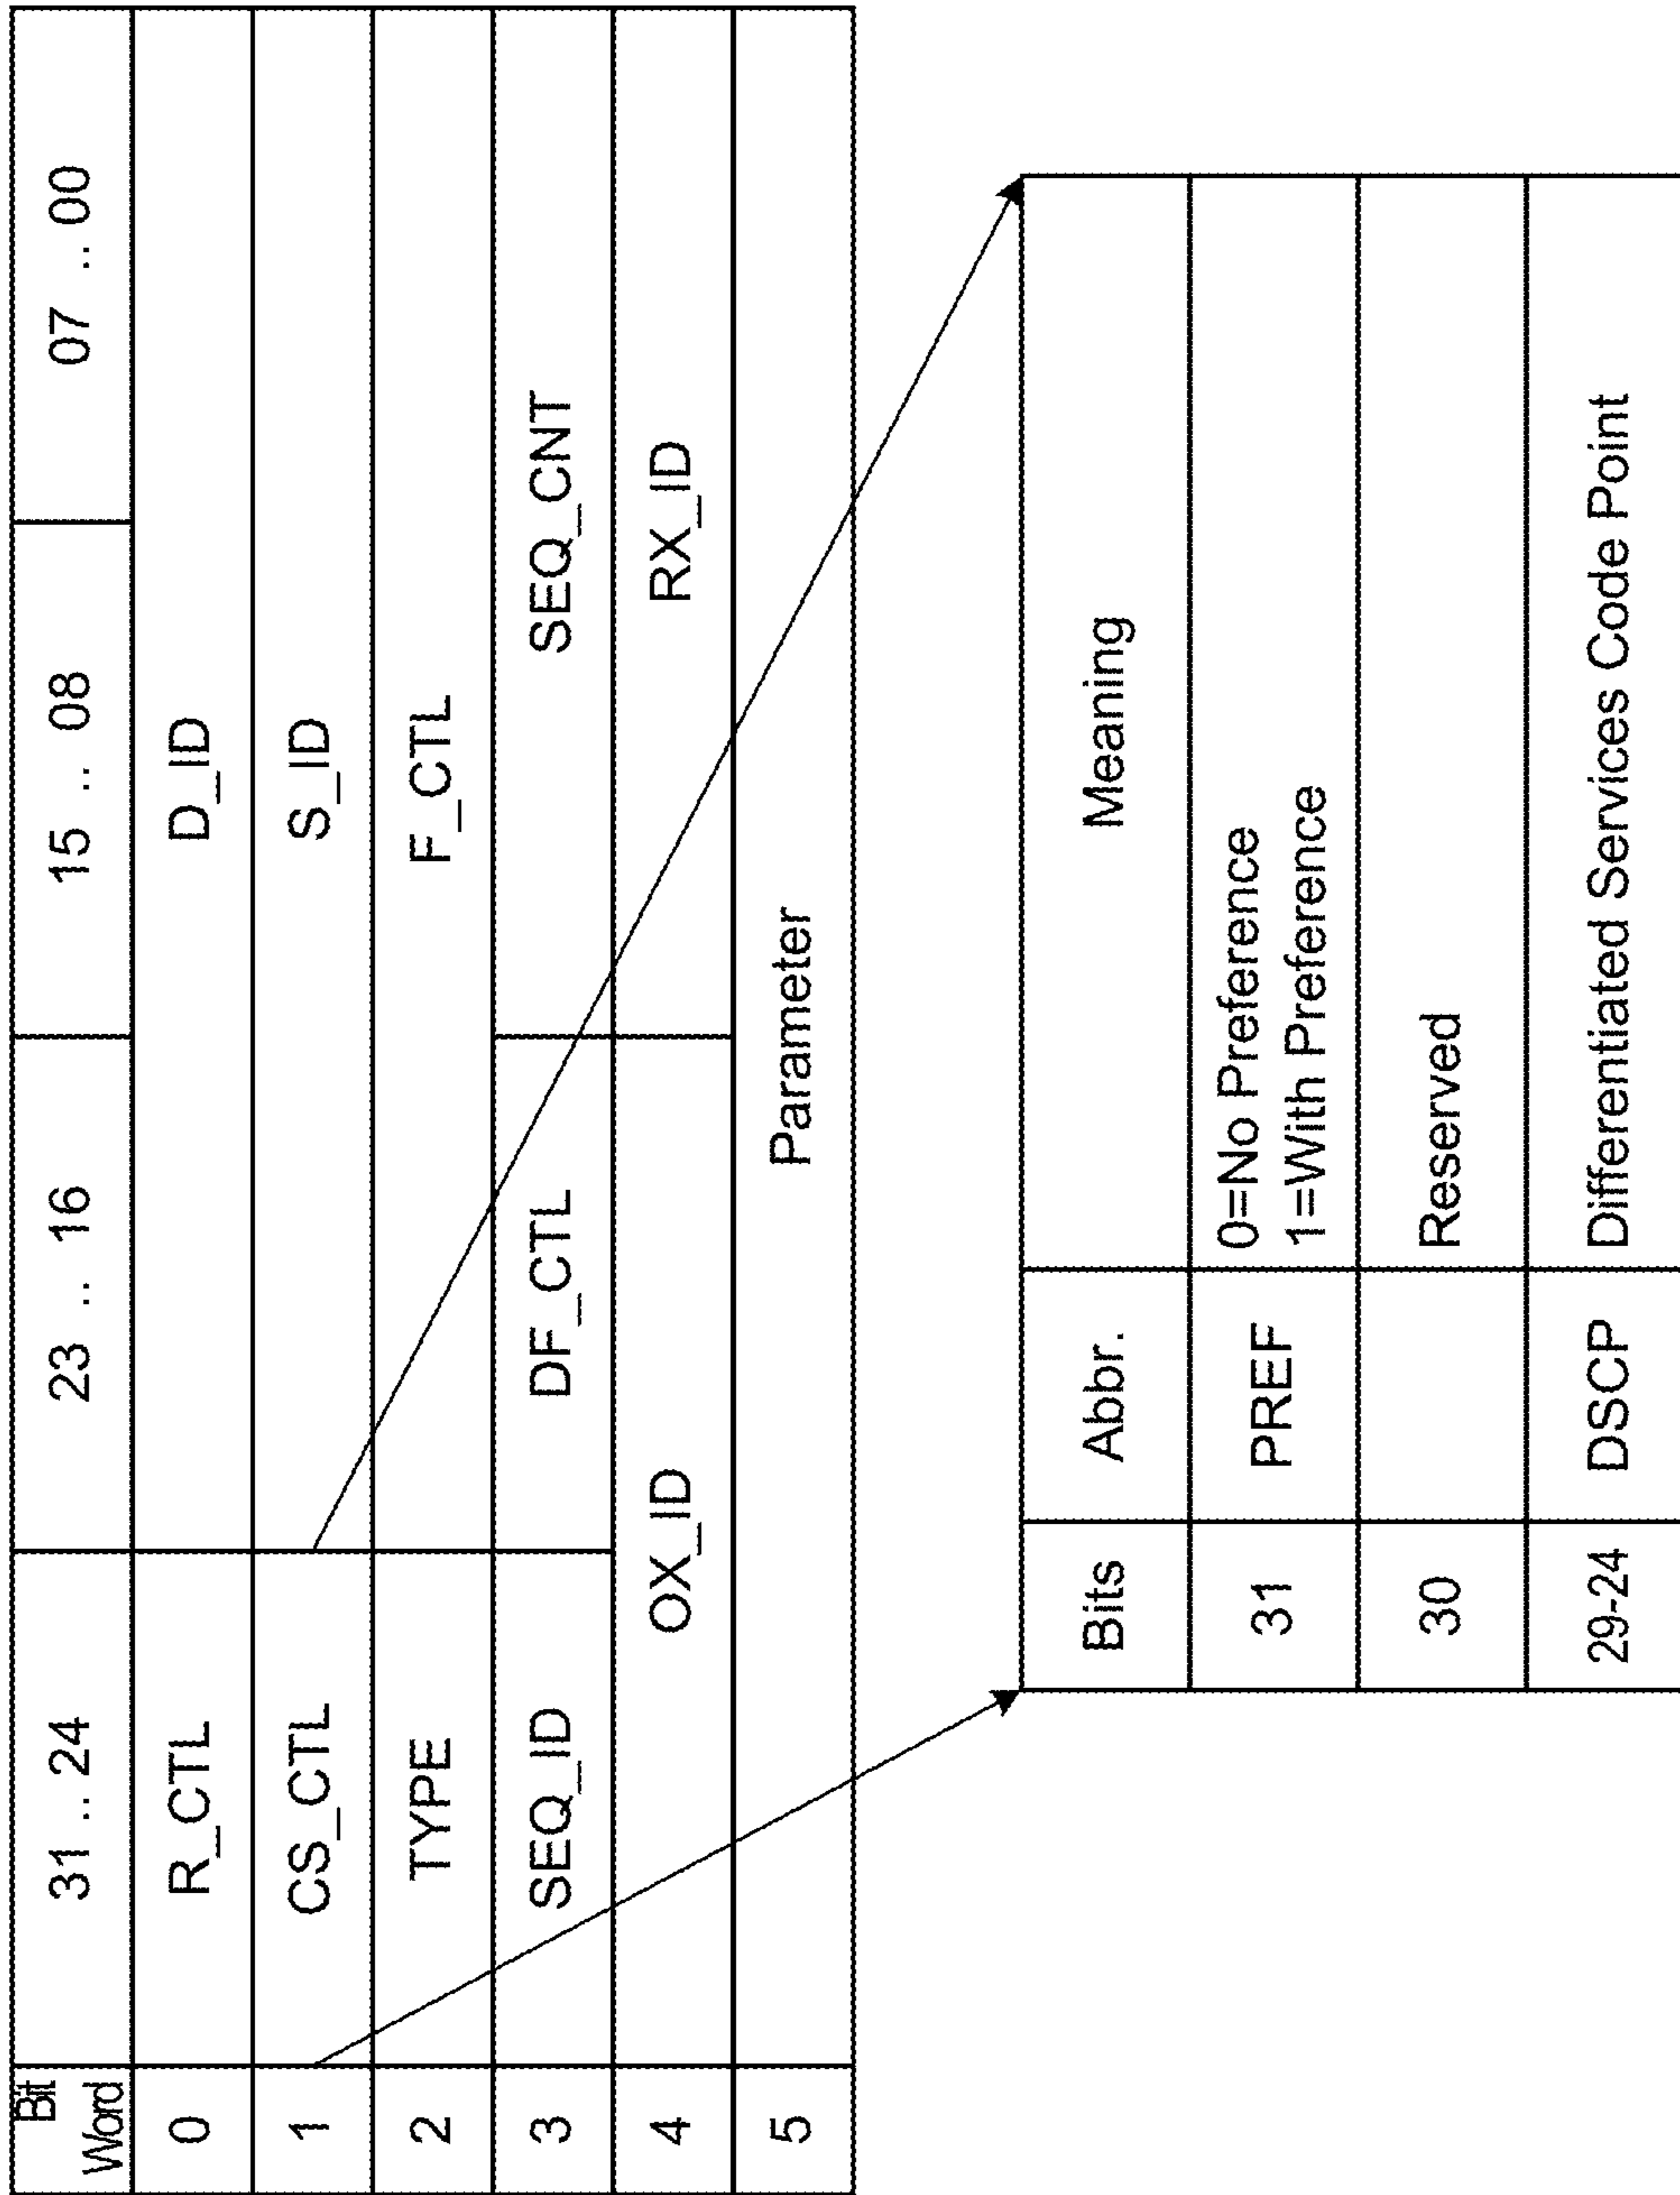 Bit
Word
31 .. 24
23 .. 16
15 .. 08
07 .. 00
0
R_CTL
D_ID
1
CS_CTL
S_ID
2
TYPE
F_CTL
3
SEQ_ID
DF_CTL
SEQ_CNT
4
OX_ID
RX_ID
5
Parameter
Bits
Abbr.
Meaning
31
PREF
0=No Preference
1=With Preference
30
Reserved
29-24
DSCP
Differentiated Services Code Point